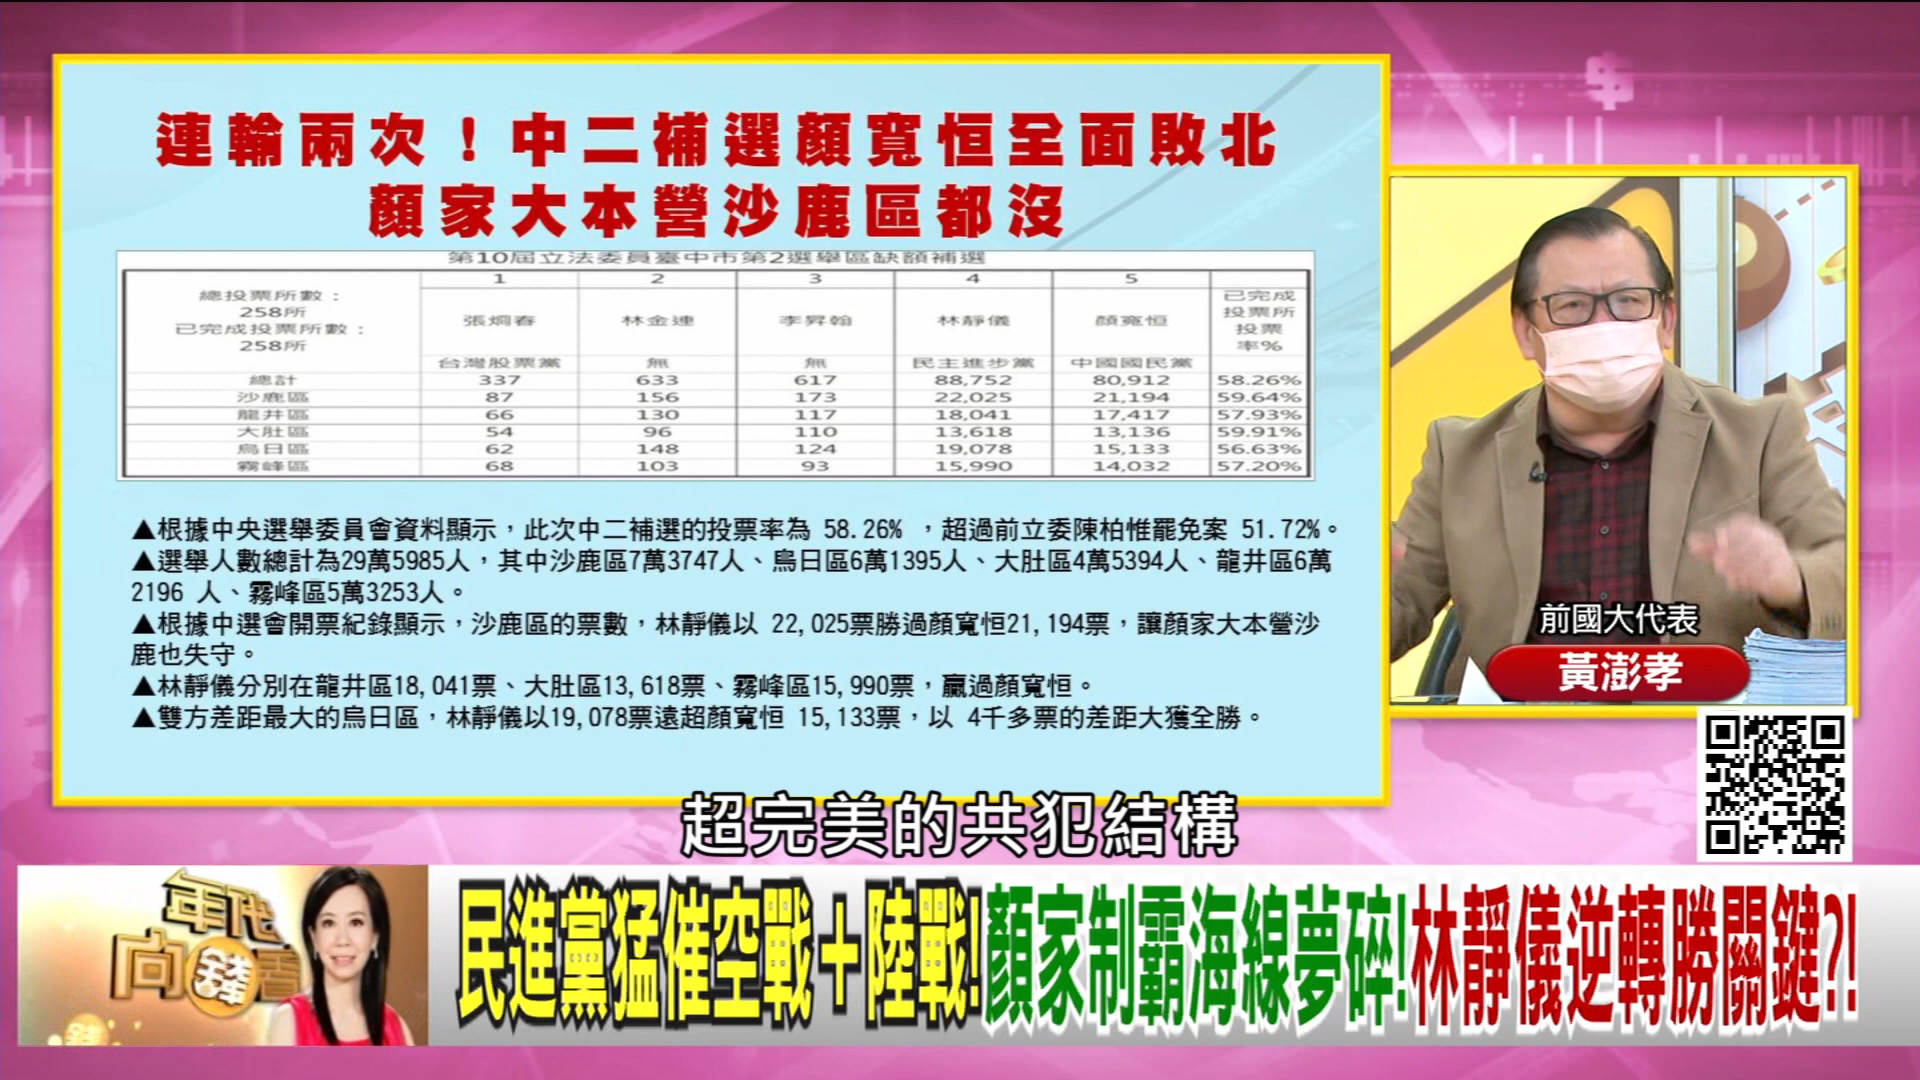 連輸兩次！中二補選顏寬恒全面敗北
顏家大本營沙鹿區都沒
第10屆立法委員臺中市第2選舉區缺額補選
總投票所數：
258所
已完成投票所數：
258所
1 2 3 4 5 已完成投票所投票率%
張烱春 林金連 李昇翰 林靜儀 顏寬恒
台灣股票黨 無 無 民主進步黨 中國國民黨
總計 337 633 617 88,752 80,912 58.26%
沙鹿區 87 156 173 22,025 21,194 59.64%
龍井區 66 130 117 18,041 17,417 57.93%
大肚區 54 96 110 13,618 13,136 59.91%
烏日區 62 148 124 19,078 15,133 56.63%
霧峰區 68 103 93 15,990 14,032 57.20%
▲根據中央選舉委員會資料顯示，此次中二補選的投票率為 58.26% ，超過前立委陳柏惟罷免案 51.72%。
▲選舉人數總計為29萬5985人，其中沙鹿區7萬3747人、烏日區6萬1395人、大肚區4萬5394人、龍井區6萬
2196 人、霧峰區5萬3253人。
▲根據中選會開票紀錄顯示，沙鹿區的票數，林靜儀以 22,025票勝過顏寬恒21,194票，讓顏家大本營沙
鹿也失守。
▲林靜儀分別在龍井區18,041票、大肚區13,618票、霧峰區15,990票，贏過顏寬恒。
▲雙方差距最大的烏日區，林靜儀以19,078票遠超顏寬恒 15,133票，以 4千多票的差距大獲全勝。
前國大代表
黃澎孝
超完美的共犯結構
年代
向錢看
民進黨猛催空戰＋陸戰!顏家制霸海線夢碎!林靜儀逆轉勝關鍵?!